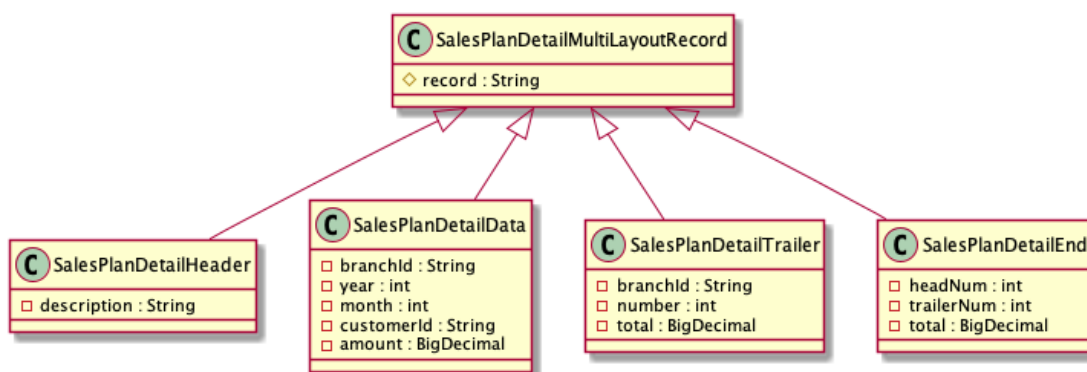 C SalesPlanDetailMultiLayoutRecord
record : String
C SalesPlanDetailHeader
description : String
C SalesPlanDetailData
branchId : String
year : int
month : int
customerId : String
amount : BigDecimal
C SalesPlanDetailTrailer
branchId : String
number : int
total : BigDecimal
C SalesPlanDetailEnd
headNum : int
trailerNum : int
total : BigDecimal